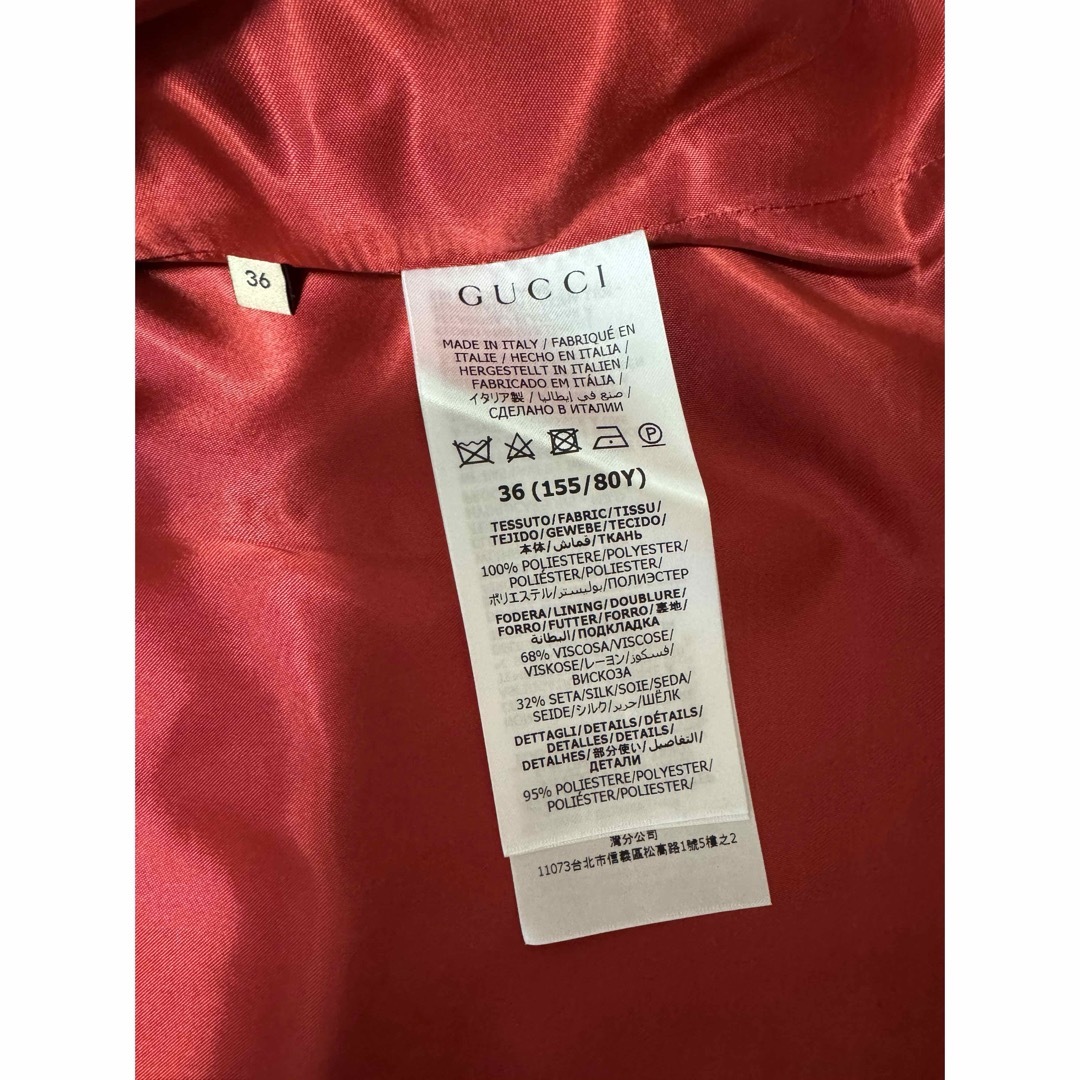 36
GUCCI
MADE IN ITALY / FABRIQUÉ EN
ITALIE / HECHO EN ITALIA /
HERGESTELLT IN ITALIEN /
FABRICADO EM ITÁLIA /
イタリア製 / صنع في إيطاليا /
СДЕЛАНО В ИТАЛИИ
P
36 (155/80Y)
TESSUTO/FABRIC/TISSU/
TEJIDO/GEWEBE/TECIDO/
本体/قماش/ТКАНЬ
100% POLIESTERE/POLYESTER/
POLIÉSTER/POLIESTER/
ポリエステル/بوليستر/ПОЛИЭСТЕР
FODERA/LINING/DOUBLURE/
FORRO/FUTTER/FORRO/裏地/
البطانة/ПОДКЛАДКА
68% VISCOSA/VISCOSE/
VISKOSE/レーヨン/فسكوز/
ВИСКОЗА
32% SETA/SILK/SOIE/SEDA/
SEIDE/シルク/حرير/ШЁЛК
DETTAGLI/DETAILS/DÉTAILS/
DETALLES/DETAILS/
DETALHES/部分使い/التفاصيل/
ДЕТАЛИ
95% POLIESTERE/POLYESTER/
POLIÉSTER/POLIESTER/
灣分公司
11073台北市信義區松高路1號5樓之2